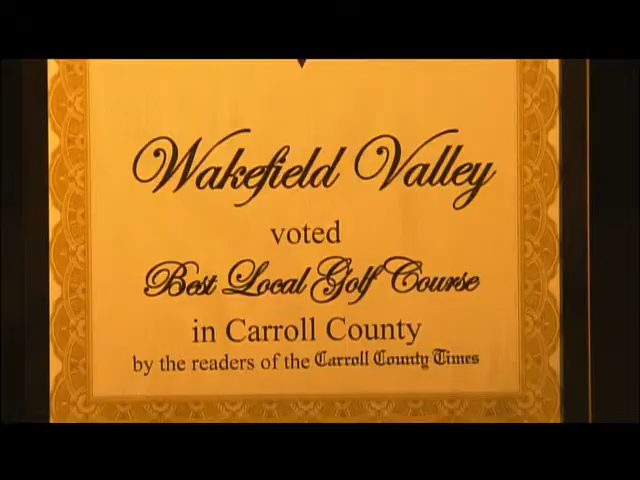 Wakefield Valley
voted
Best Local Golf Course
in Carroll County
by the readers of the Carroll County Times